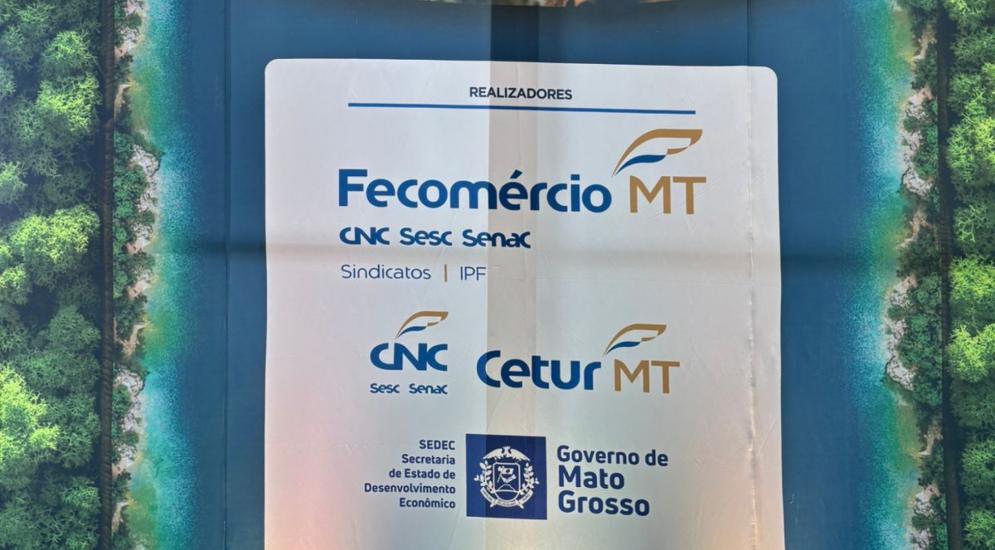 REALIZADORES
Fecomércio MT
CNC Sesc Senac
Sindicatos | IPF
CNC
Sesc Senac
Cetur MT
SEDEC
Secretaria
de Estado de
Desenvolvimento
Econômico
Governo de
Mato
Grosso